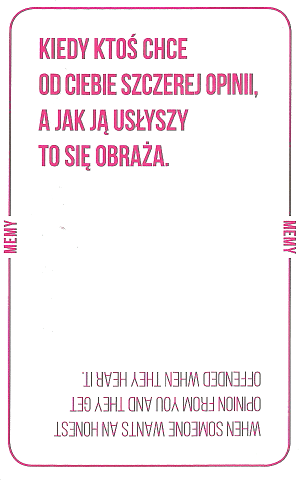 KIEDY KTOŚ CHCE
OD CIEBIE SZCZEREJ OPINII,
A JAK JĄ USŁYSZY
TO SIĘ OBRAŻA.
MEMY
MEMY
WHEN SOMEONE WANTS AN HONEST
OPINION FROM YOU AND THEY GET
OFFENDED WHEN THEY HEAR IT.